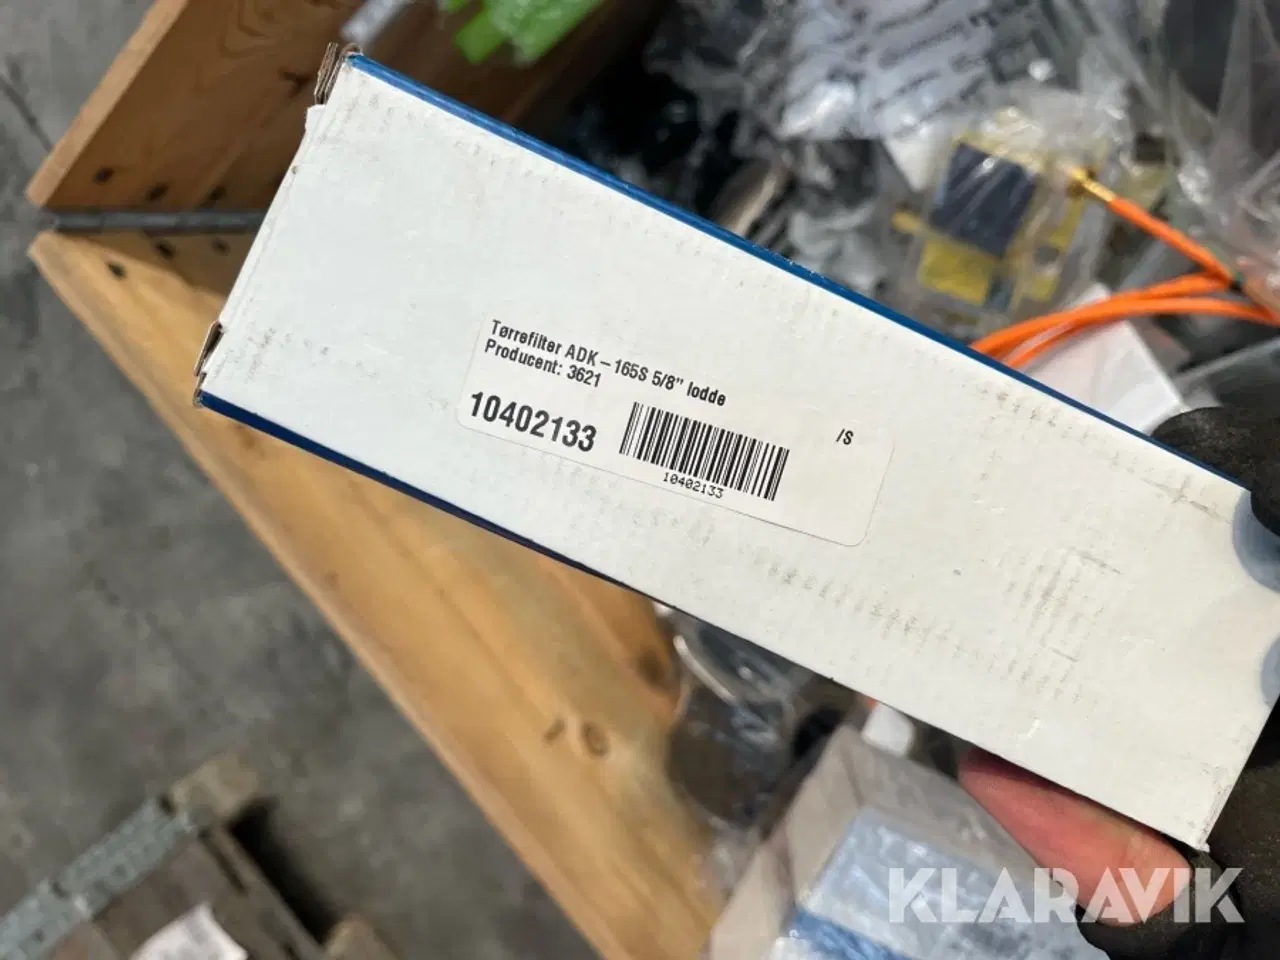 Tørrefilter ADK-165S 5/8" lodde
Producent: 3621
/S
10402133
10402133
KLARAVIK